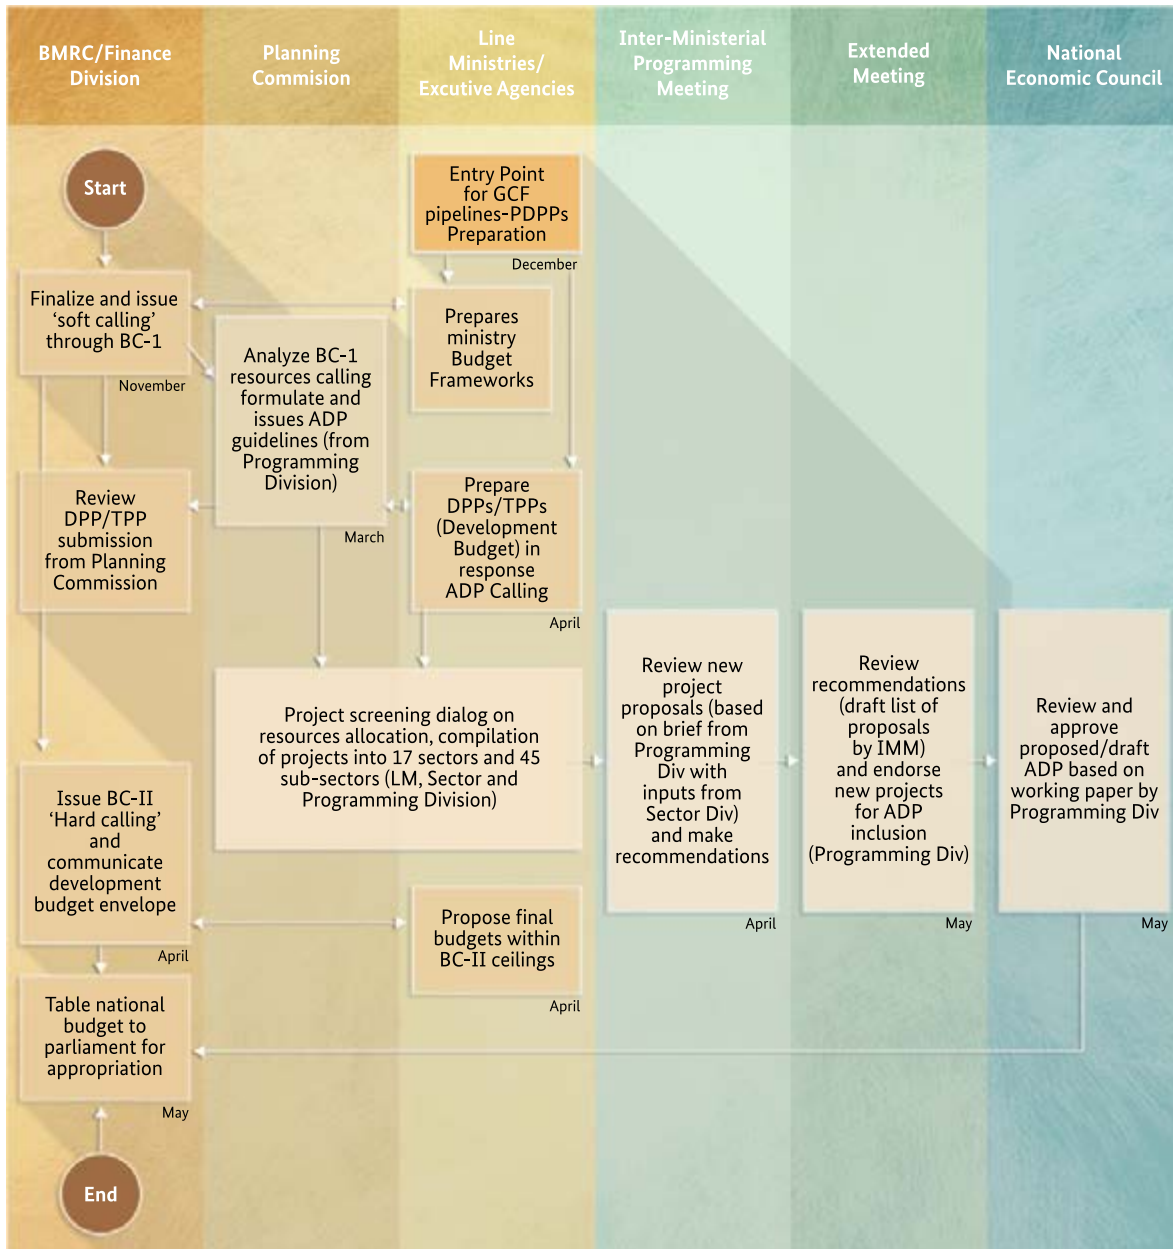 BMRC/Finance
Division
Planning
Commision
Line
Ministries/
Excutive Agencies
Inter-Ministerial
Programming
Meeting
Extended
Meeting
National
Economic Council
Start
Entry Point
for GCF
pipelines-PDPPs
Preparation
December
Finalize and issue
‘soft calling’
through BC-1
November
Analyze BC-1
resources calling
formulate and
issues ADP
guidelines (from
Programming
Division)
March
Prepares
ministry
Budget
Frameworks
Review
DPP/TPP
submission
from Planning
Commission
Prepare
DPPs/TPPs
(Development
Budget) in
response
ADP Calling
April
Project screening dialog on
resources allocation, compilation
of projects into 17 sectors and 45
sub-sectors (LM, Sector and
Programming Division)
Review new
project
proposals (based
on brief from
Programming
Div with
inputs from
Sector Div)
and make
recommendations
April
Review
recommendations
(draft list of
proposals
by IMM)
and endorse
new projects
for ADP
inclusion
(Programming Div)
May
Review and
approve
proposed/draft
ADP based on
working paper by
Programming Div
May
Issue BC-II
‘Hard calling’
and
communicate
development
budget envelope
April
Propose final
budgets within
BC-II ceilings
April
Table national
budget to
parliament for
appropriation
May
End